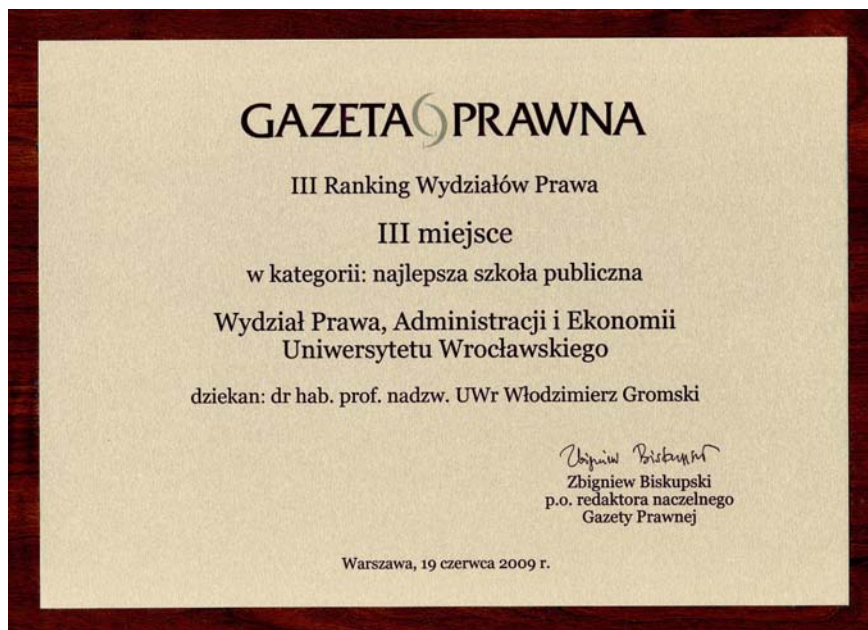 GAZETA PRAWNA
III Ranking Wydziałów Prawa
III miejsce
w kategorii: najlepsza szkoła publiczna
Wydział Prawa, Administracji i Ekonomii
Uniwersytetu Wrocławskiego
dziekan: dr hab. prof. nadzw. UWr Włodzimierz Gromski
Zbigniew Biskupski
Zbigniew Biskupski
p.o. redaktora naczelnego
Gazety Prawnej
Warszawa, 19 czerwca 2009 r.